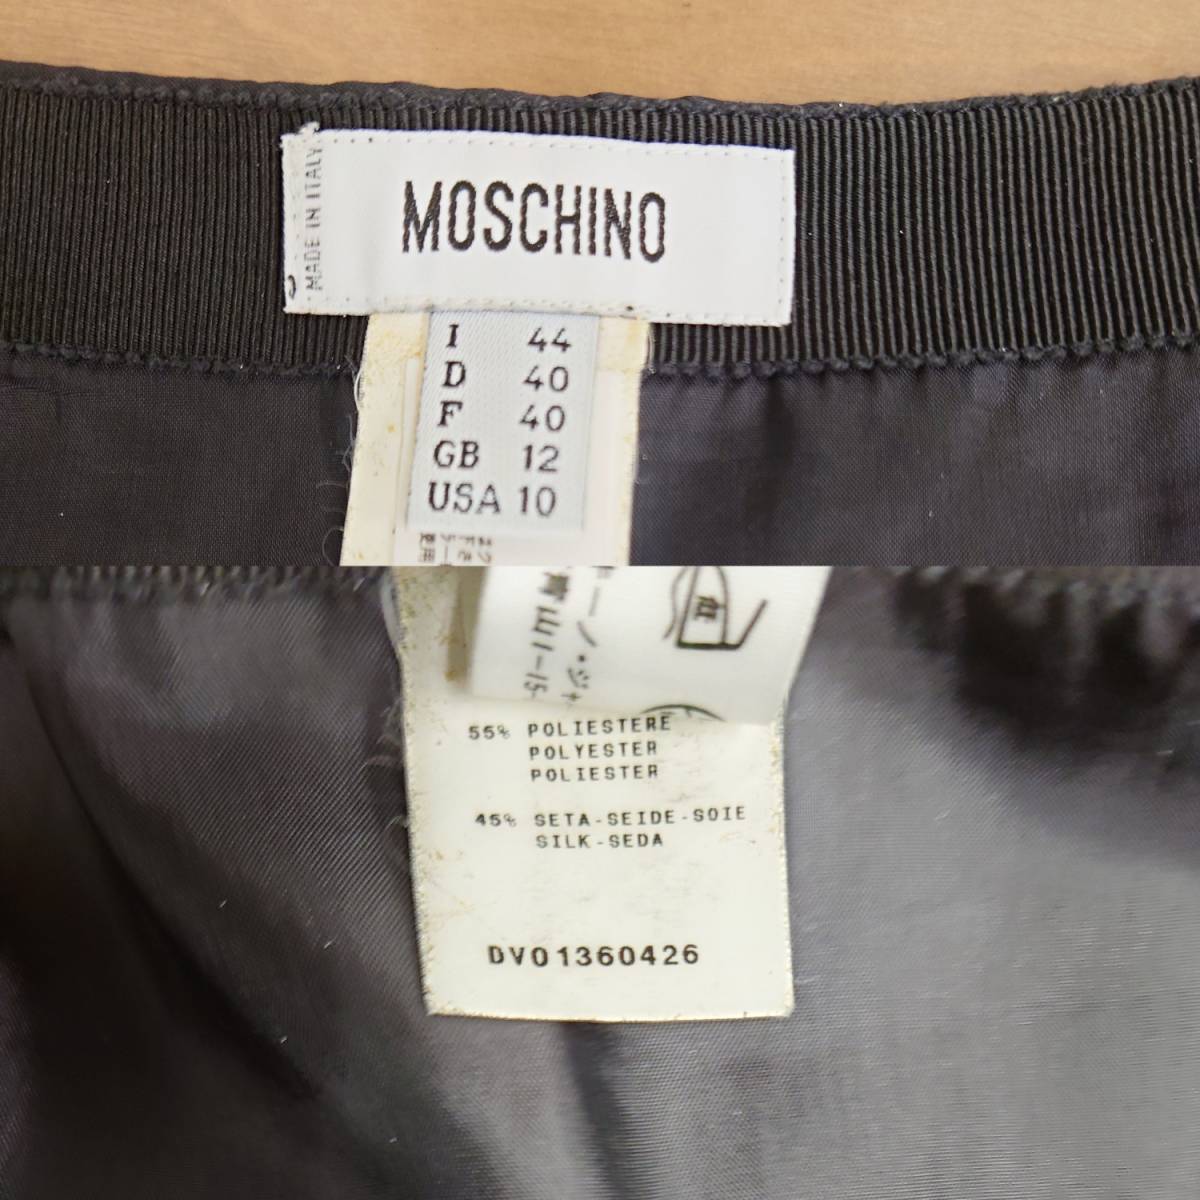 MADE IN ITALY
MOSCHINO
I 44
D 40
F 40
GB 12
USA 10
低
55% POLIESTERE
POLYESTER
POLIESTER
45% SETA-SEIDE-SOIE
SILK-SEDA
DV01360426